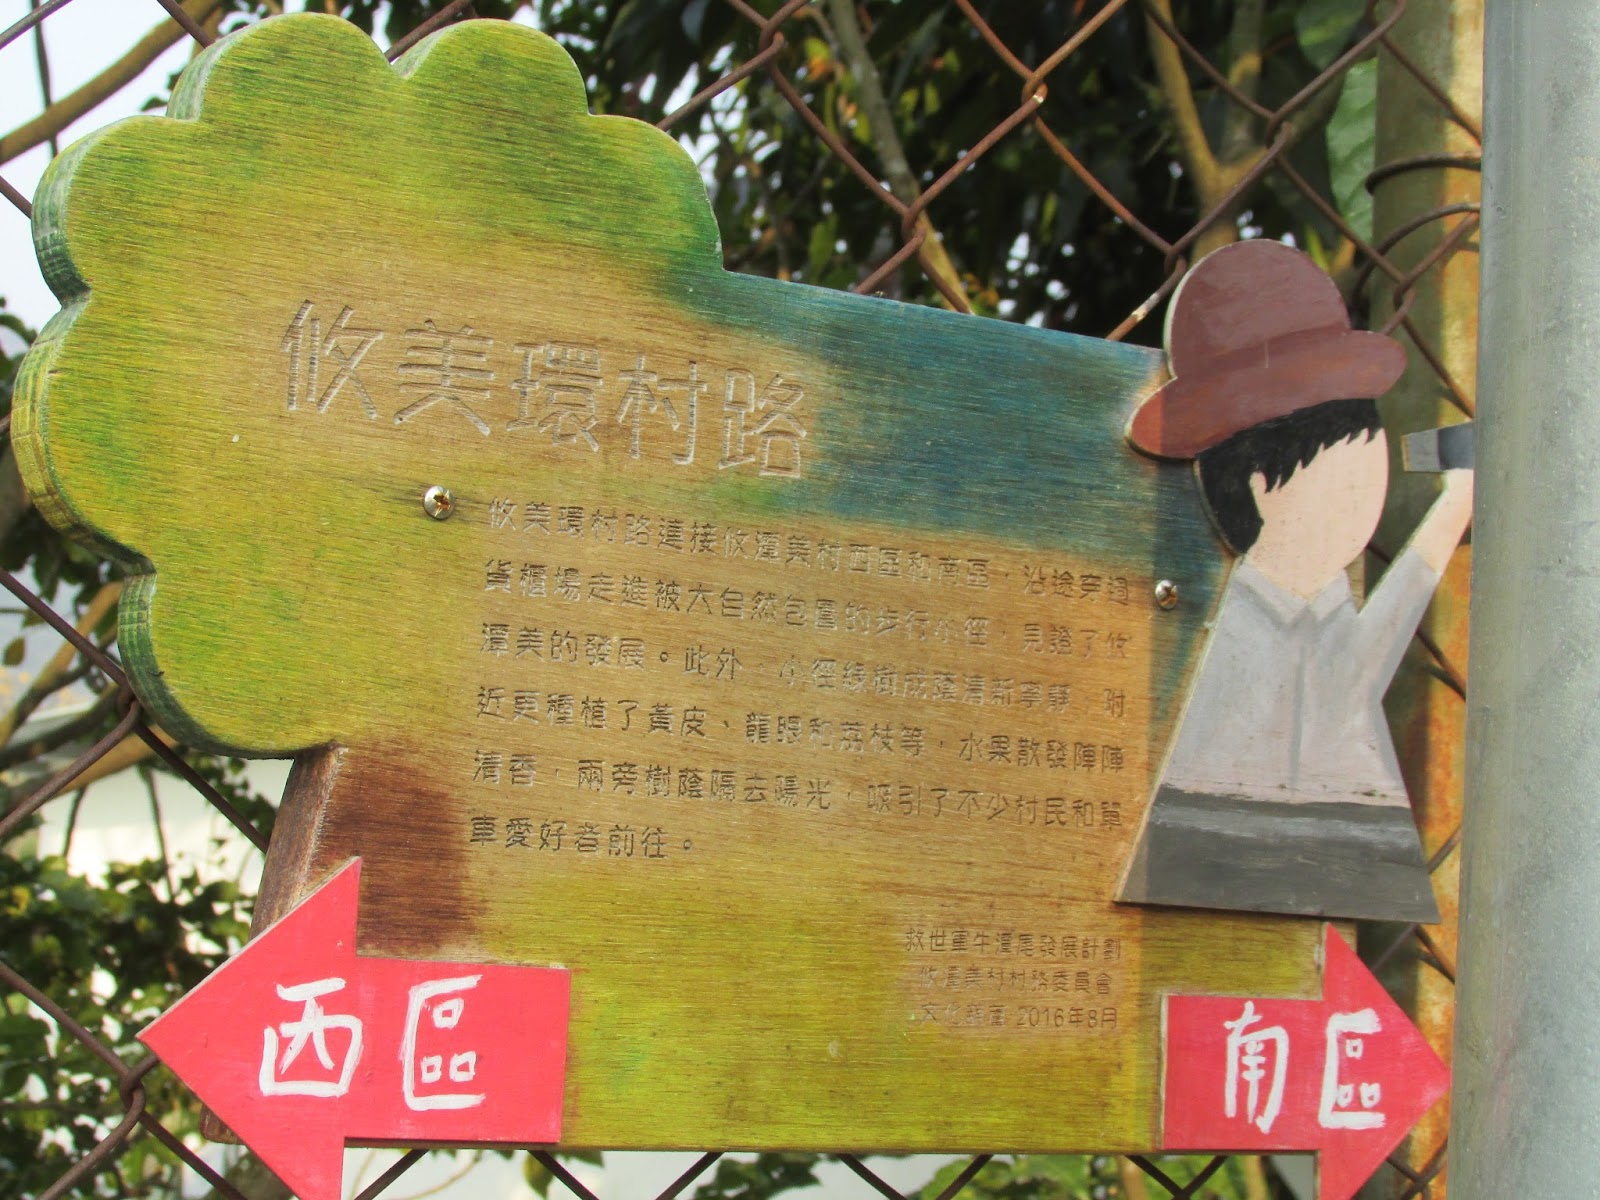 攸美環村路
攸美環村路連接攸潭美村西區和南區，沿途穿過
貨櫃場走進被大自然包圍的步行小徑，見證了攸
潭美的發展。此外，小徑綠樹成蔭清新寧靜，附
近更種植了黃皮、龍眼和荔枝等，水果散發陣陣
清香，兩旁樹蔭隔去陽光，吸引了不少村民和單
車愛好者前往。
救世軍牛潭尾發展計劃
攸潭美村村務委員會
文化 2016年8月
西區
南區